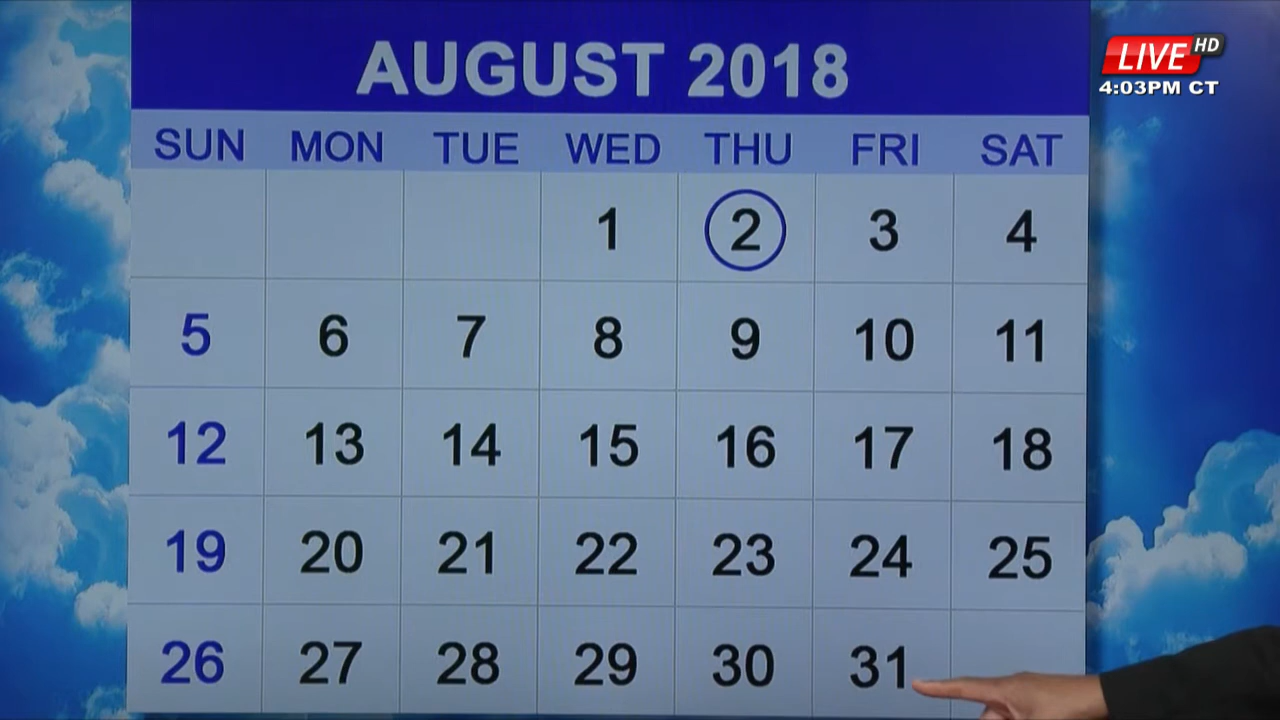 AUGUST 2018
LIVE HD
4:03PM CT
SUN MON TUE WED THU FRI SAT
1 2 3 4
5 6 7 8 9 10 11
12 13 14 15 16 17 18
19 20 21 22 23 24 25
26 27 28 29 30 31